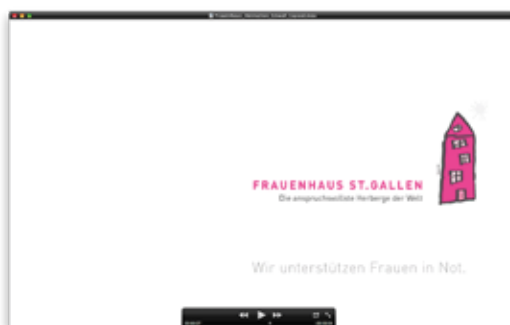 FRAUENHAUS ST.GALLEN
Die anspruchsvollste Herberge der Welt
Wir unterstützen Frauen in Not.